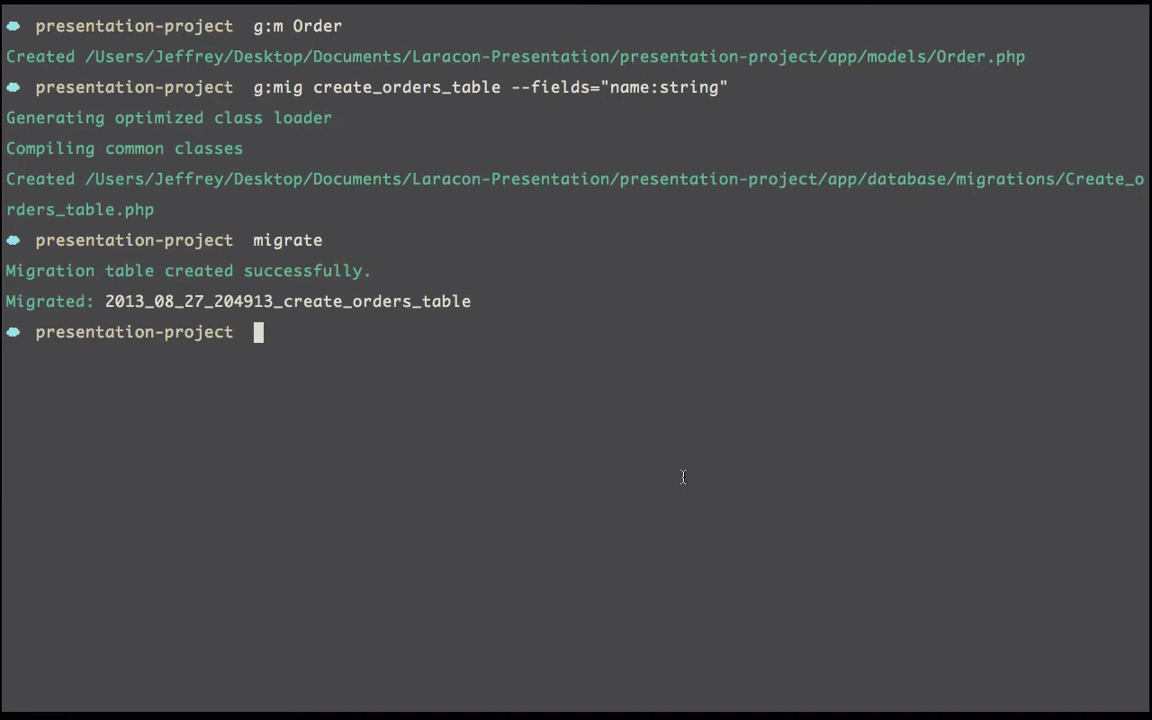 presentation-project g:m Order
Created /Users/Jeffrey/Desktop/Documents/Laracon-Presentation/presentation-project/app/models/Order.php
presentation-project g:mig create_orders_table --fields="name:string"
Generating optimized class loader
Compiling common classes
Created /Users/Jeffrey/Desktop/Documents/Laracon-Presentation/presentation-project/app/database/migrations/Create_o
rders_table.php
presentation-project migrate
Migration table created successfully.
Migrated: 2013_08_27_204913_create_orders_table
presentation-project